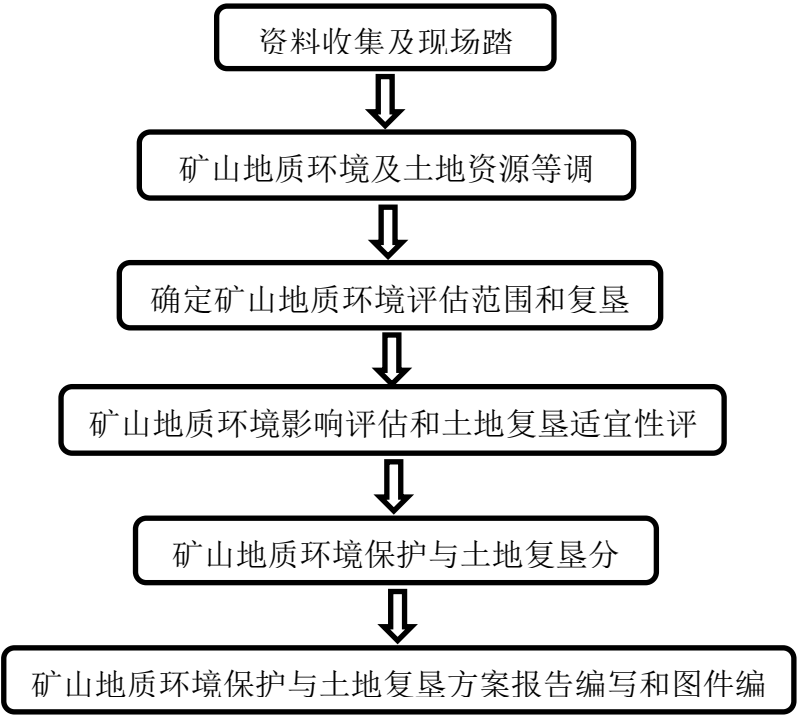 资料收集及现场踏
矿山地质环境及土地资源等调
确定矿山地质环境评估范围和复垦
矿山地质环境影响评估和土地复垦适宜性评
矿山地质环境保护与土地复垦分
矿山地质环境保护与土地复垦方案报告编写和图件编